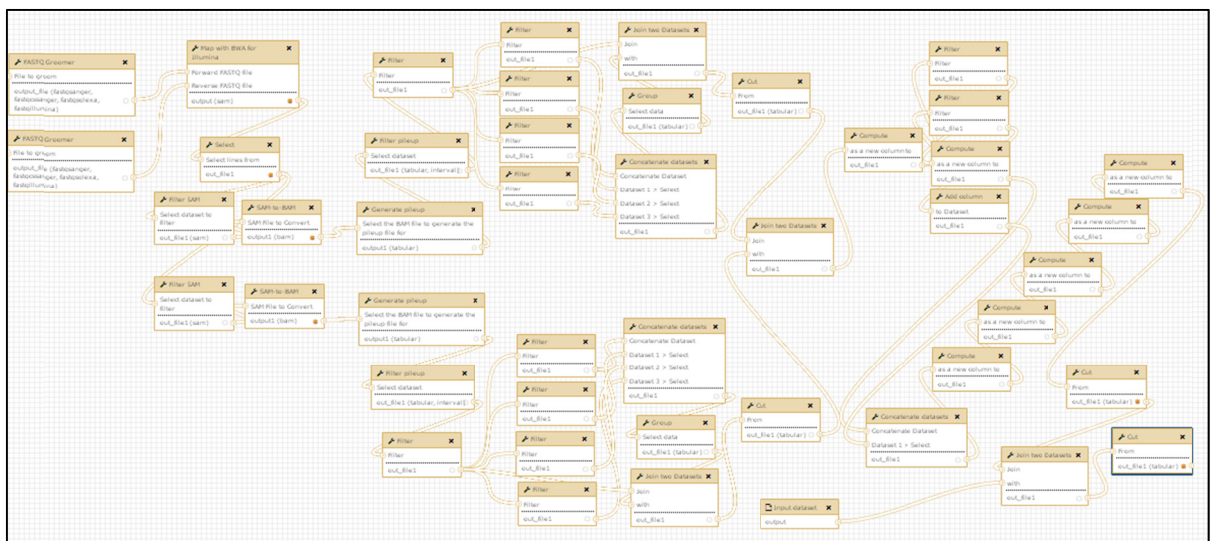 FASTQ Groomer
File to groom
output_file (fastqsanger,
fastqcssanger, fastqsolexa,
fastqillumina)
FASTQ Groomer
File to groom
output_file (fastqsanger,
fastqcssanger, fastqsolexa,
fastqillumina)
Map with BWA for
Illumina
Forward FASTQ file
Reverse FASTQ file
output (sam)
Select
Select lines from
out_file1
Filter SAM
Select dataset to
filter
out_file1 (sam)
SAM-to-BAM
SAM File to Convert
output1 (bam)
Filter SAM
Select dataset to
filter
out_file1 (sam)
SAM-to-BAM
SAM File to Convert
output1 (bam)
Filter
Filter
out_file1
Filter pileup
Select dataset
out_file1 (tabular, interval)
Generate pileup
Select the BAM file to generate the
pileup file for
output1 (tabular)
Generate pileup
Select the BAM file to generate the
pileup file for
output1 (tabular)
Filter pileup
Select dataset
out_file1 (tabular, interval)
Filter
Filter
out_file1
Filter
Filter
out_file1
Filter
Filter
out_file1
Filter
Filter
out_file1
Filter
Filter
out_file1
Filter
Filter
out_file1
Filter
Filter
out_file1
Filter
Filter
out_file1
Filter
Filter
out_file1
Join two Datasets
Join
with
out_file1
Group
Select data
out_file1 (tabular)
Concatenate datasets
Concatenate Dataset
Dataset 1 > Select
Dataset 2 > Select
Dataset 3 > Select
out_file1
Concatenate datasets
Concatenate Dataset
Dataset 1 > Select
Dataset 2 > Select
Dataset 3 > Select
out_file1
Group
Select data
out_file1 (tabular)
Join two Datasets
Join
with
out_file1
Cut
From
out_file1 (tabular)
Join two Datasets
Join
with
out_file1
Cut
From
out_file1 (tabular)
Input dataset
output
Compute
as a new column to
out_file1
Filter
Filter
out_file1
Filter
Filter
out_file1
Compute
as a new column to
out_file1
Add column
to Dataset
out_file1
Compute
as a new column to
out_file1
Compute
as a new column to
out_file1
Compute
as a new column to
out_file1
Compute
as a new column to
out_file1
Compute
as a new column to
out_file1
Concatenate datasets
Concatenate Dataset
Dataset 1 > Select
out_file1
Cut
From
out_file1 (tabular)
Join two Datasets
Join
with
out_file1
Cut
From
out_file1 (tabular)